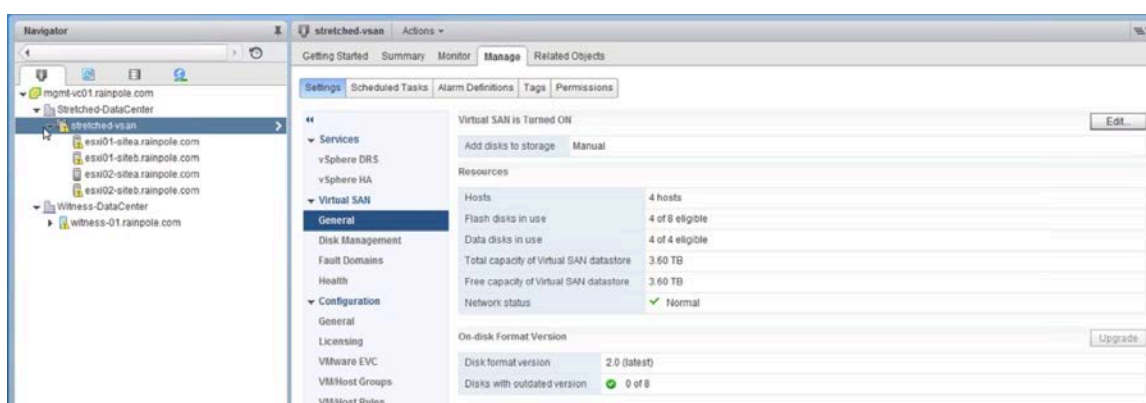 Navigator
stretched-vsan Actions
Getting Started Summary Monitor Manage Related Objects
Settings Scheduled Tasks Alarm Definitions Tags Permissions
mgmt-vc01.rainpole.com
Stretched-DataCenter
stretched-vsan
esxi01-sitea.rainpole.com
esxi01-siteb.rainpole.com
esxi02-sitea.rainpole.com
esxi02-siteb.rainpole.com
Witness-DataCenter
witness-01.rainpole.com
Services
vSphere DRS
vSphere HA
Virtual SAN
General
Disk Management
Fault Domains
Health
Configuration
General
Licensing
VMware EVC
VM/Host Groups
VM/Host Rules
Virtual SAN is Turned ON Edit...
Add disks to storage Manual
Resources
Hosts 4 hosts
Flash disks in use 4 of 8 eligible
Data disks in use 4 of 4 eligible
Total capacity of Virtual SAN datastore 3.60 TB
Free capacity of Virtual SAN datastore 3.60 TB
Network status Normal
On-disk Format Version Upgrade
Disk format version 2.0 (latest)
Disks with outdated version 0 of 8